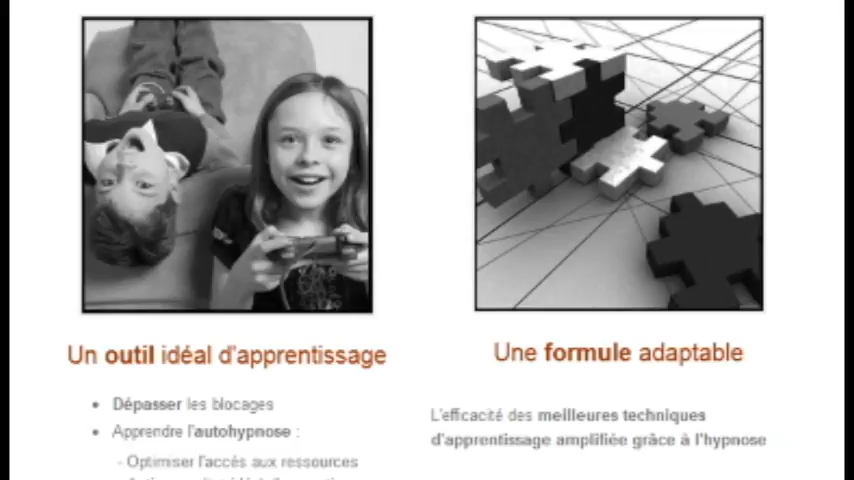 Un outil idéal d'apprentissage
Une formule adaptable
Dépasser les blocages
Apprendre l'autohypnose :
- Optimiser l'accés aux ressources
L'efficacité des meilleures techniques
d'apprentissage amplifiée grâce à l'hypnose